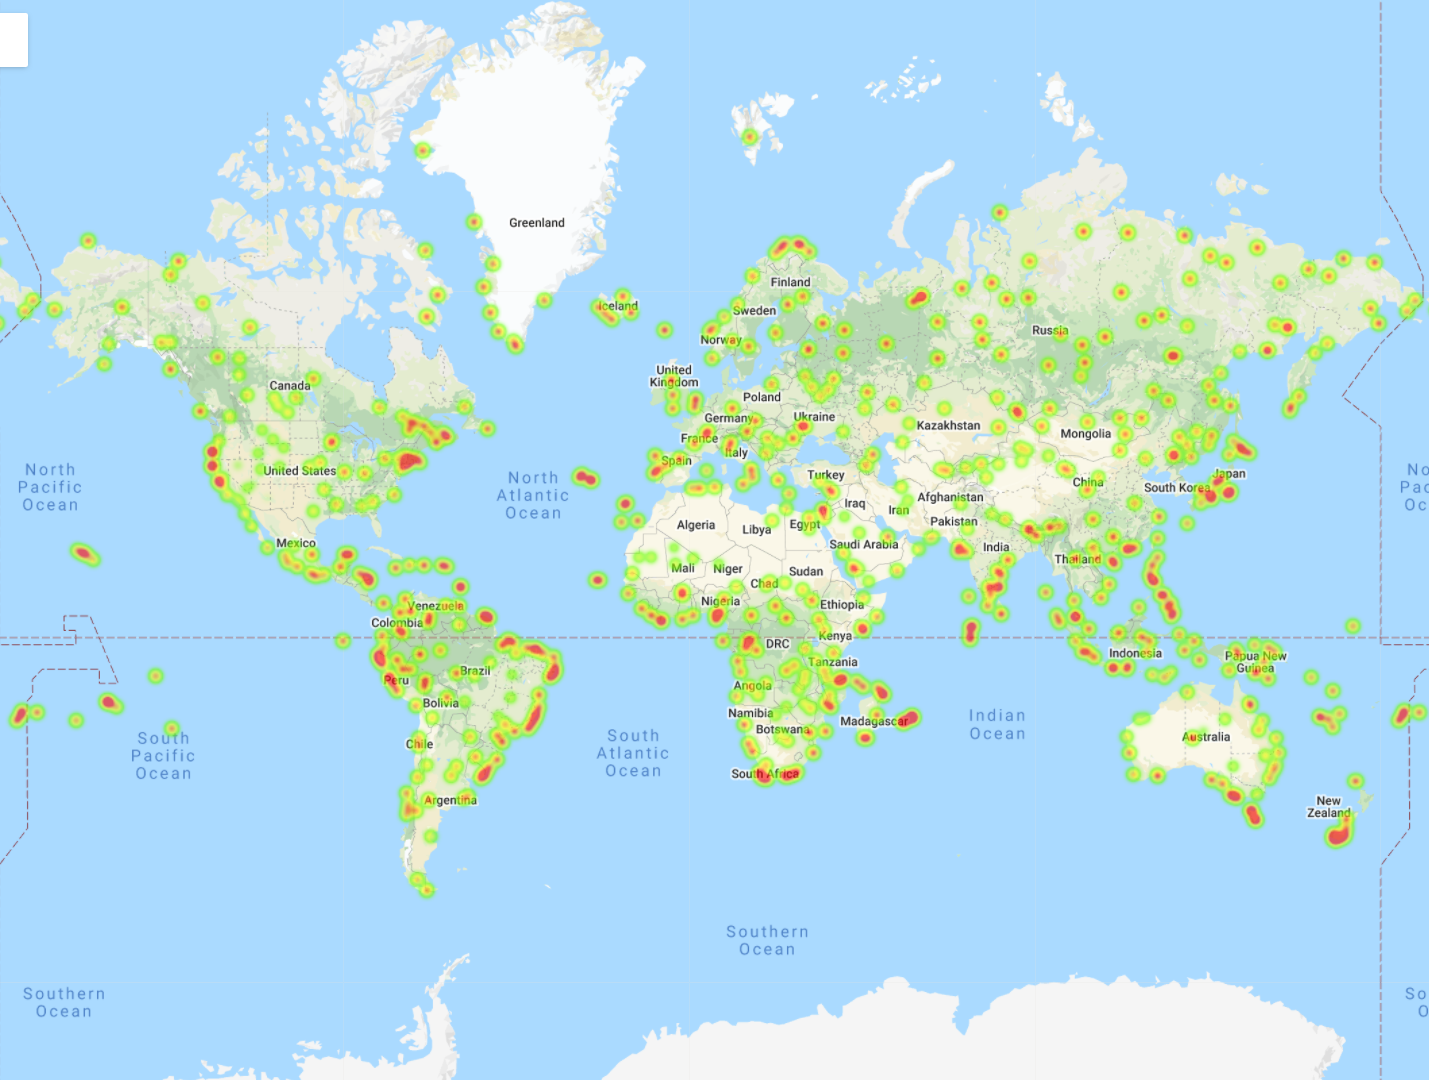 Greenland
Iceland
Finland
Sweden
Norway
Russia
United
Kingdom
Canada
Poland
Germany
Ukraine
Kazakhstan
Mongolia
France
Italy
Spain
United States
Turkey
Japan
South Korea
China
North
Pacific
Ocean
North
Atlantic
Ocean
No
Pac
Oc
Afghanistan
Iraq
Iran
Pakistan
Algeria
Libya
Egypt
Saudi Arabia
India
Thailand
Mexico
Mali
Niger
Sudan
Chad
Nigeria
Ethiopia
Venezuela
Colombia
DRC
Kenya
Indonesia
Papua New
Guinea
Tanzania
Brazil
Peru
Angola
Bolivia
Namibia
Botswana
Madagascar
Indian
Ocean
Australia
Chile
South
Pacific
Ocean
South
Atlantic
Ocean
South Africa
Argentina
New
Zealand
Southern
Ocean
Southern
Ocean
So
O